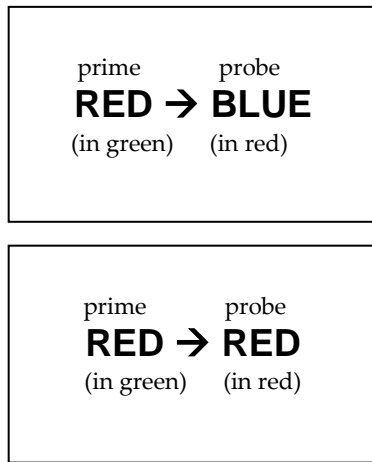 prime probe
RED → BLUE
(in green) (in red)
prime probe
RED → RED
(in green) (in red)